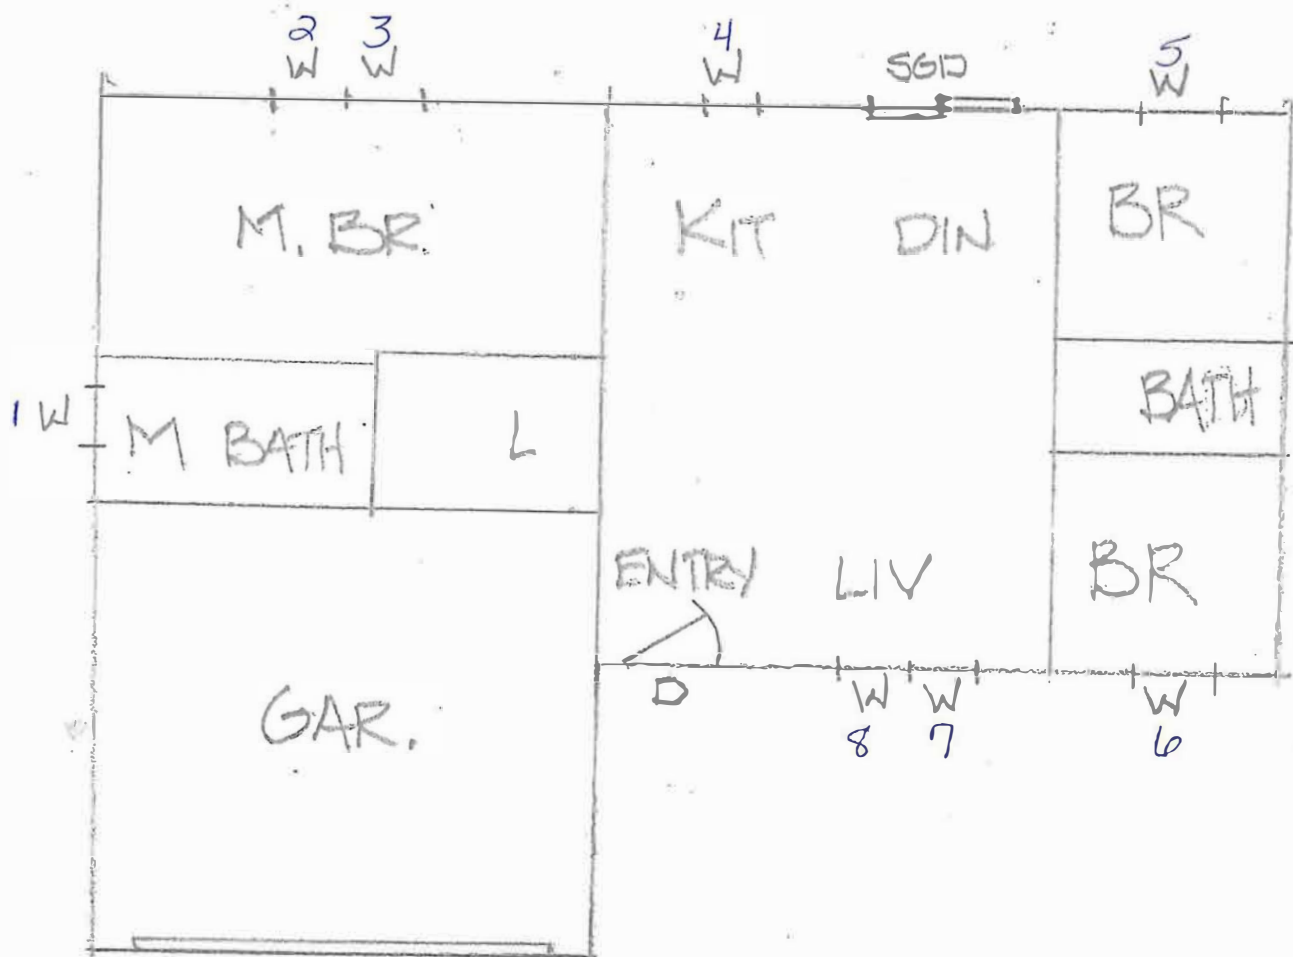 2 3 4 5
W W W SGD W
M. BR. KIT DIN BR
1 W M BATH L BATH
ENTRY LIV BR
D W W W
8 7 6
GAR.